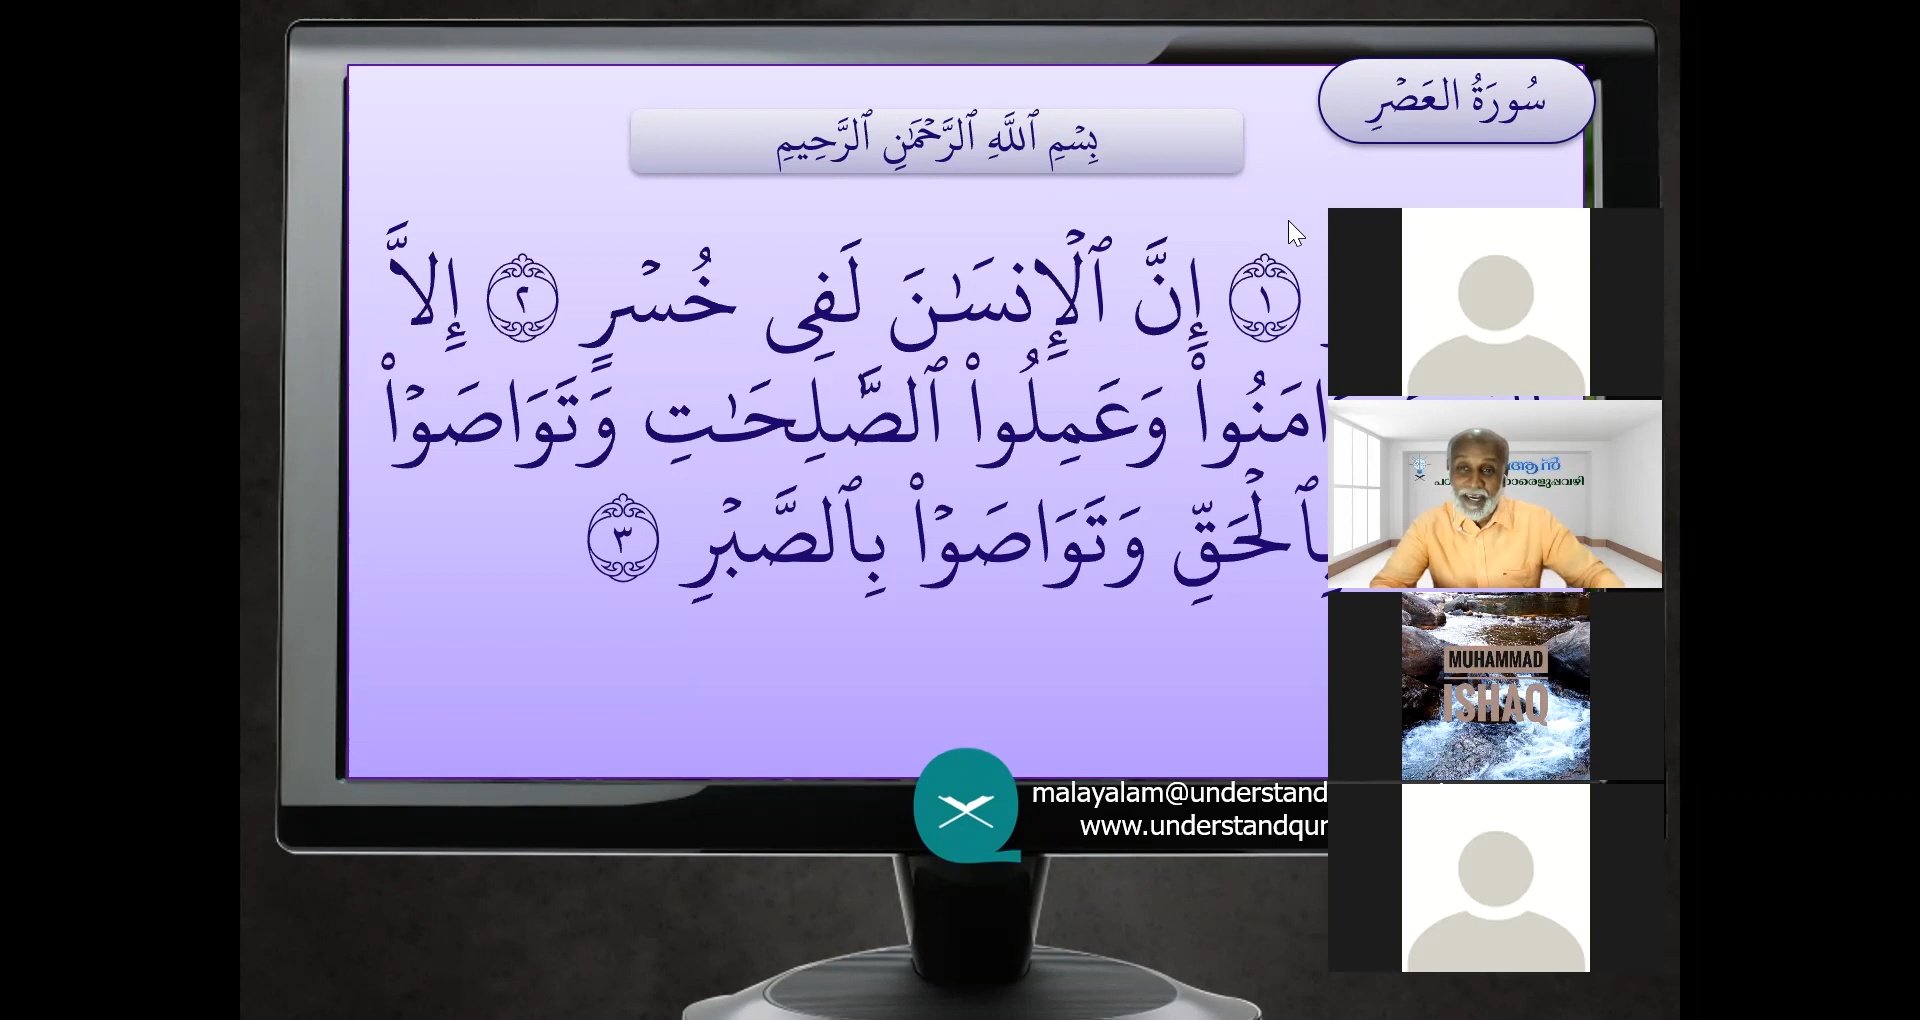 سُورَةُ العَصْرِ
بِسْمِ ٱللَّهِ ٱلرَّحْمَٰنِ ٱلرَّحِيمِ
١ إِنَّ ٱلْإِنسَٰنَ لَفِى خُسْرٍ ٢ إِلاَّ
امَنُوا۟ وَعَمِلُوا۟ ٱلصَّٰلِحَٰتِ وَتَوَاصَوْا۟
بِٱلْحَقِّ وَتَوَاصَوْا۟ بِٱلصَّبْرِ ٣
MUHAMMAD
ISHAQ
malayalam@understand
www.understandqur